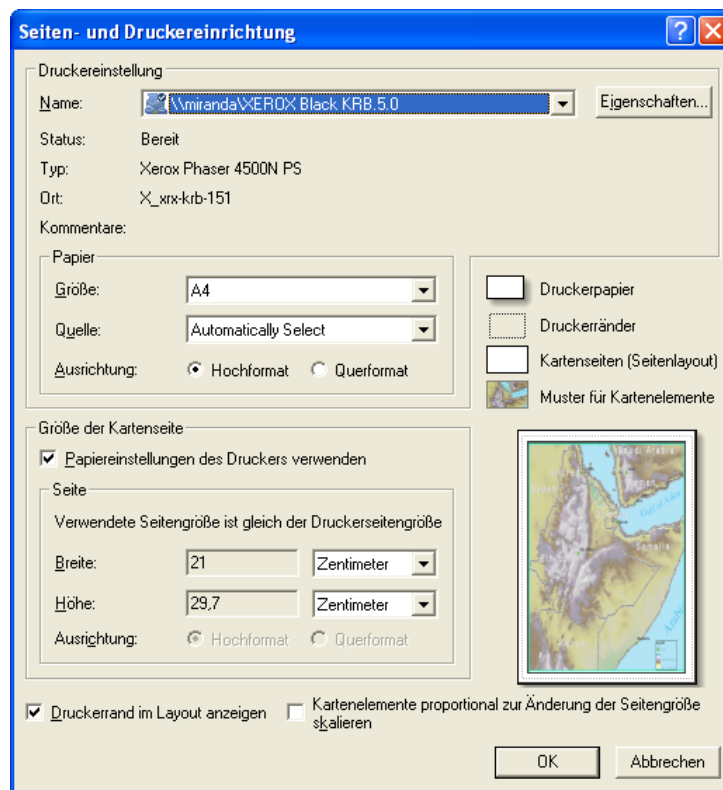 Seiten- und Druckereinrichtung
Druckereinstellung
Name:
\\miranda\XEROX Black KRB.5.0
Eigenschaften...
Status:
Bereit
Typ:
Xerox Phaser 4500N PS
Ort:
X_xrx-krb-151
Kommentare:
Papier
Größe:
A4
Quelle:
Automatically Select
Ausrichtung:
Hochformat
Querformat
Druckerpapier
Druckerränder
Kartenseiten (Seitenlayout)
Muster für Kartenelemente
Größe der Kartenseite
Papiereinstellungen des Druckers verwenden
Seite
Verwendete Seitengröße ist gleich der Druckerseitengröße
Breite:
21
Zentimeter
Höhe:
29,7
Zentimeter
Ausrichtung:
Hochformat
Querformat
Druckerrand im Layout anzeigen
Kartenelemente proportional zur Änderung der Seitengröße
skalieren
OK
Abbrechen